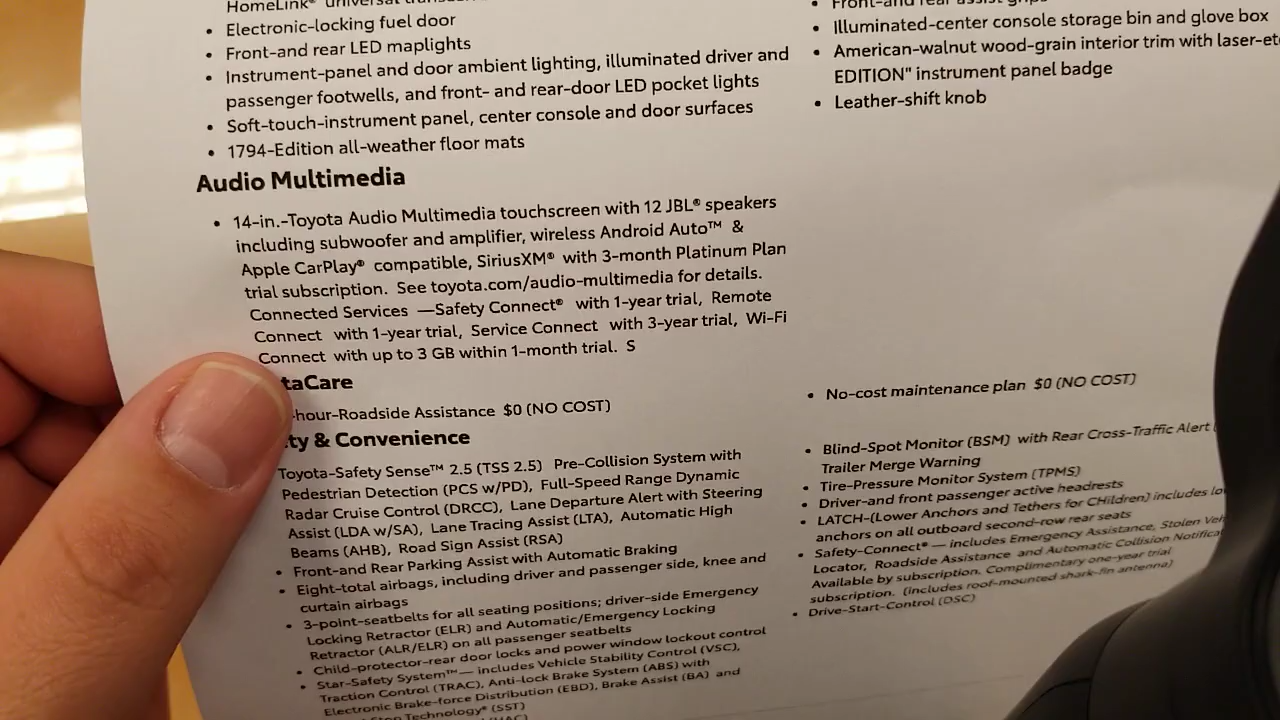 HomeLink® universal
• Electronic-locking fuel door
• Front-and rear LED maplights
• Instrument-panel and door ambient lighting, illuminated driver and
passenger footwells, and front- and rear-door LED pocket lights
• Soft-touch-instrument panel, center console and door surfaces
• 1794-Edition all-weather floor mats
• Front-and rear assist grips
• Illuminated-center console storage bin and glove box
• American-walnut wood-grain interior trim with
EDITION" instrument panel badge
• Leather-shift knob
Audio Multimedia
• 14-in.-Toyota Audio Multimedia touchscreen with 12 JBL® speakers
including subwoofer and amplifier, wireless Android Auto™ &
Apple CarPlay® compatible, SiriusXM® with 3-month Platinum Plan
trial subscription. See toyota.com/audio-multimedia for details.
Connected Services —Safety Connect® with 1-year trial, Remote
Connect with 1-year trial, Service Connect with 3-year trial, Wi-Fi
Connect with up to 3 GB within 1-month trial. S
taCare
-hour-Roadside Assistance $0 (NO COST)
• No-cost maintenance plan $0 (NO COST)
ty & Convenience
Toyota-Safety Sense™ 2.5 (TSS 2.5) Pre-Collision System with
Pedestrian Detection (PCS w/PD), Full-Speed Range Dynamic
Radar Cruise Control (DRCC), Lane Departure Alert with Steering
Assist (LDA w/SA), Lane Tracing Assist (LTA), Automatic High
Beams (AHB), Road Sign Assist (RSA)
• Front-and Rear Parking Assist with Automatic Braking
• Eight-total airbags, including driver and passenger side, knee and
curtain airbags
• 3-point-seatbelts for all seating positions; driver-side Emergency
Locking Retractor (ELR) and Automatic/Emergency Locking
Retractor (ALR/ELR) on all passenger seatbelts
• Child-protector-rear door locks and power window lockout control
• Star-Safety System™ — includes Vehicle Stability Control (VSC),
Traction Control (TRAC), Anti-lock Brake System (ABS) with
Electronic Brake-force Distribution (EBD), Brake Assist (BA) and
Stop Technology® (SST)
(HAC)
• Blind-Spot Monitor (BSM) with Rear Cross-Traffic Alert
Trailer Merge Warning
• Tire-Pressure Monitor System (TPMS)
• Driver-and front passenger active headrests
• LATCH-(Lower Anchors and Tethers for CHildren) includes
anchors on all outboard second-row rear seats
• Safety-Connect® — includes Emergency Assistance, Stolen
Locator, Roadside Assistance and Automatic Collision
Available by subscription. Complimentary one-year trial
subscription. (includes roof-mounted shark-fin antenna)
• Drive-Start-Control (DSC)